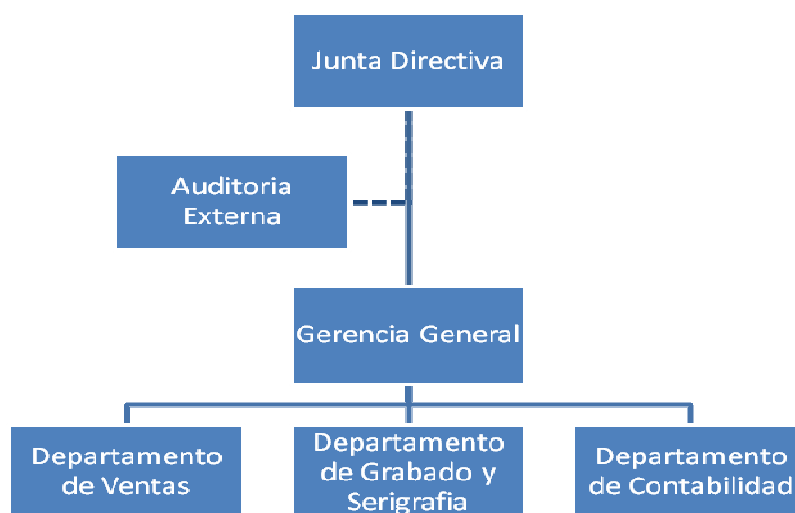 Junta Directiva
Auditoria
Externa
Gerencia General
Departamento
de Ventas
Departamento
de Grabado y
Serigrafia
Departamento
de Contabilidad